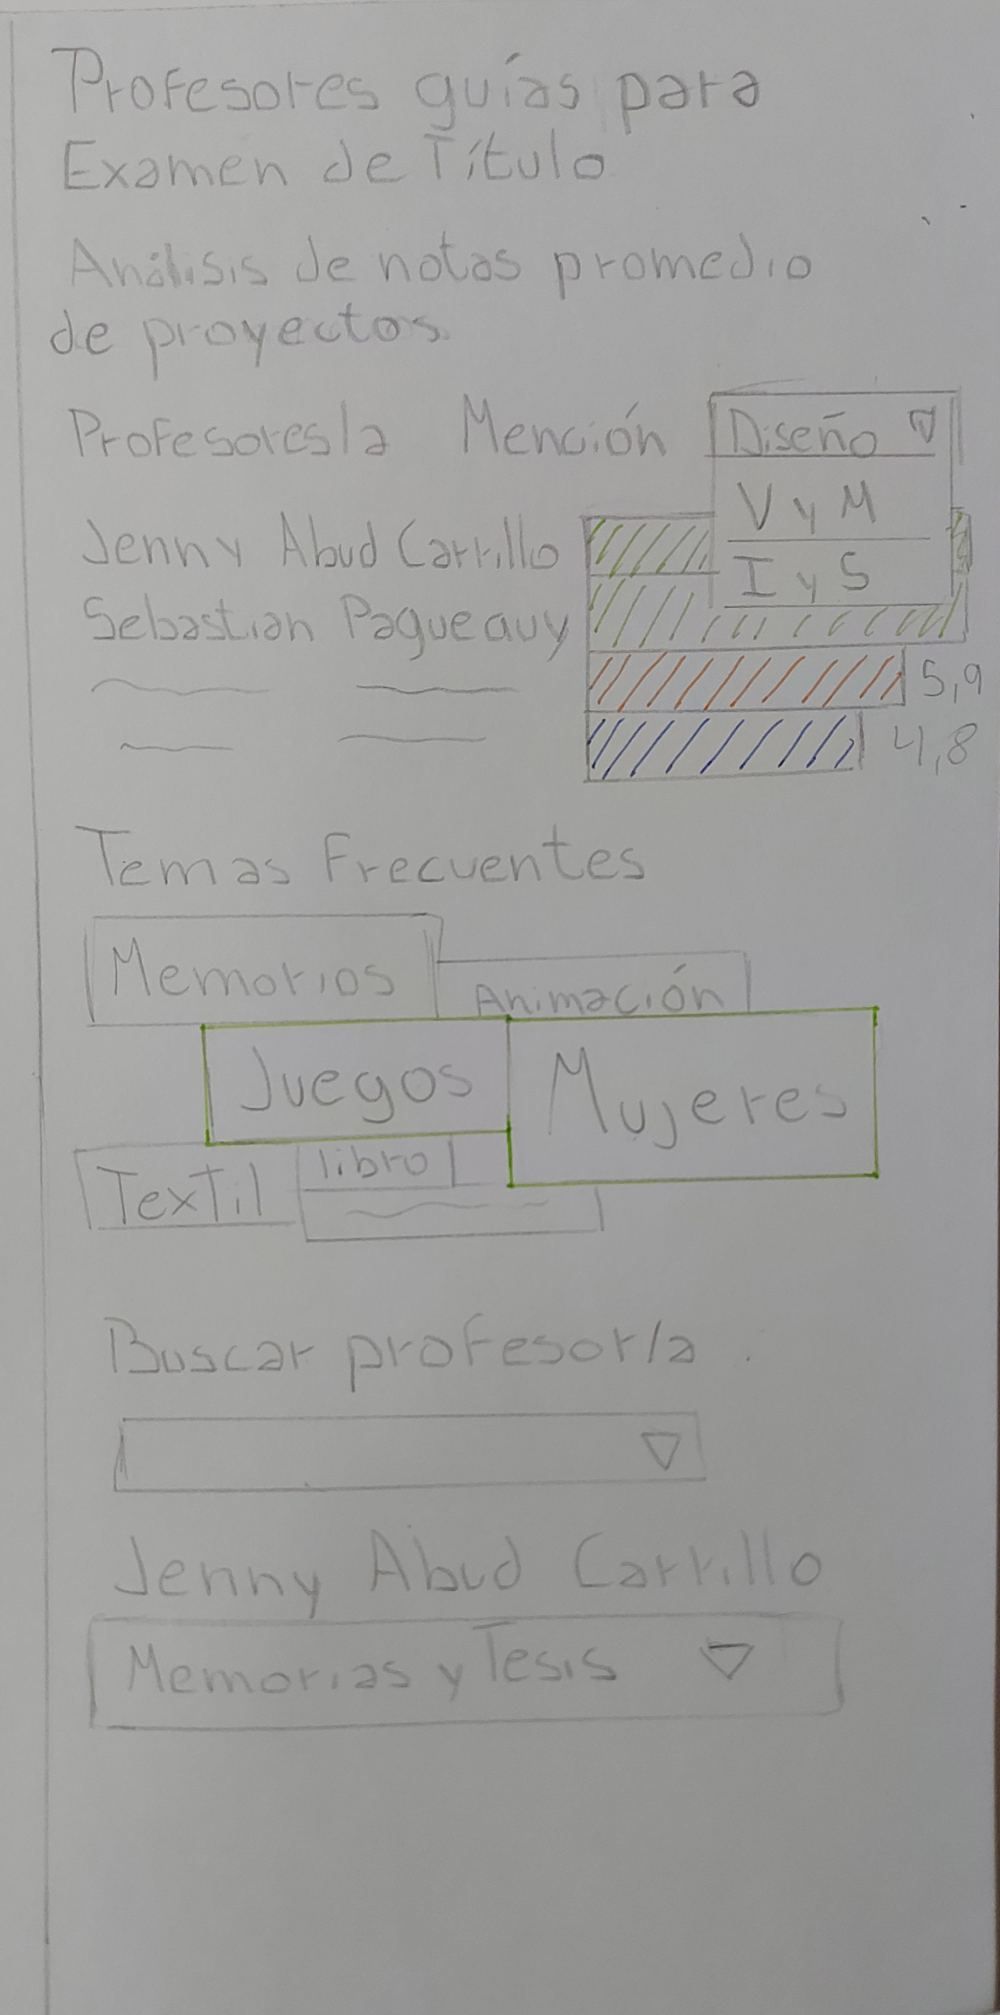 Profesores guías para
Examen de Título
Análisis de notas promedio
de proyectos.
Profesores/a Mención Diseño
V y M
I y S
Jenny Abud Carrillo
Sebastian Pagueauy
5,9
4,8
Temas Frecuentes
Memorios
Animación
Juegos Mujeres
Textil libro
Buscar profesor/a.
Jenny Abud Carrillo
Memorias y Tesis